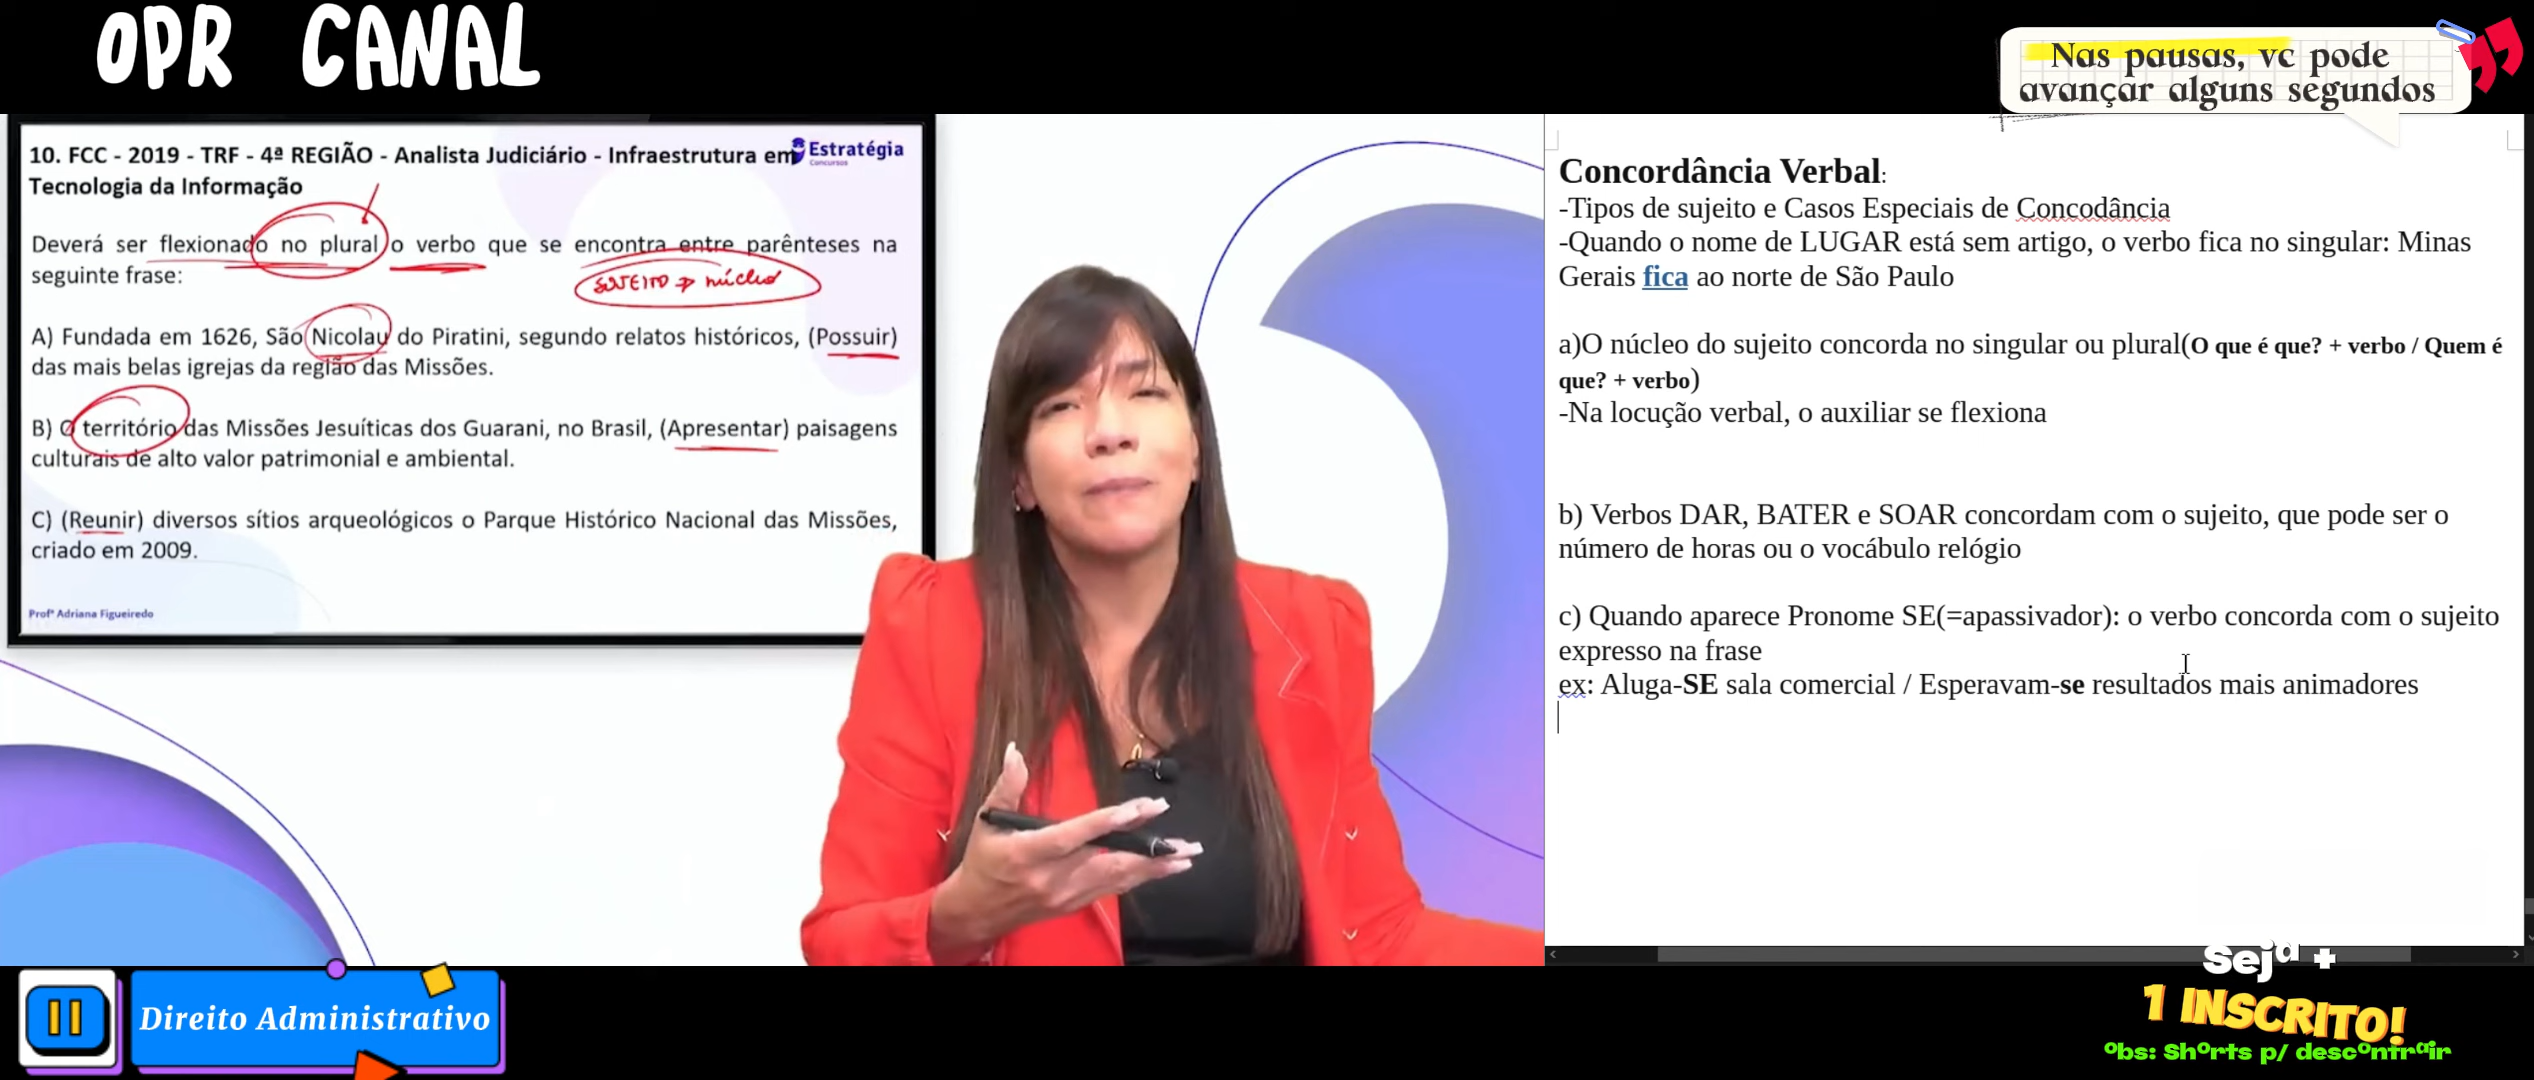 OPR CANAL
Nas pausas, vc pode
avançar alguns segundos
10. FCC - 2019 - TRF - 4ª REGIÃO - Analista Judiciário - Infraestrutura em
Tecnologia da Informação
Estratégia
Concursos
Deverá ser flexionado no plural o verbo que se encontra entre parênteses na
seguinte frase:
SUJEITO → núcleo
A) Fundada em 1626, São Nicolau do Piratini, segundo relatos históricos, (Possuir)
das mais belas igrejas da região das Missões.
B) O território das Missões Jesuíticas dos Guarani, no Brasil, (Apresentar) paisagens
culturais de alto valor patrimonial e ambiental.
C) (Reunir) diversos sítios arqueológicos o Parque Histórico Nacional das Missões,
criado em 2009.
Profª Adriana Figueiredo
Concordância Verbal:
-Tipos de sujeito e Casos Especiais de Concodância
-Quando o nome de LUGAR está sem artigo, o verbo fica no singular: Minas
Gerais fica ao norte de São Paulo
a)O núcleo do sujeito concorda no singular ou plural(O que é que? + verbo / Quem é
que? + verbo)
-Na locução verbal, o auxiliar se flexiona
b) Verbos DAR, BATER e SOAR concordam com o sujeito, que pode ser o
número de horas ou o vocábulo relógio
c) Quando aparece Pronome SE(=apassivador): o verbo concorda com o sujeito
expresso na frase
ex: Aluga-SE sala comercial / Esperavam-se resultados mais animadores
Direito Administrativo
Seja +
1 INSCRITO!
obs: Shorts p/ descontrair